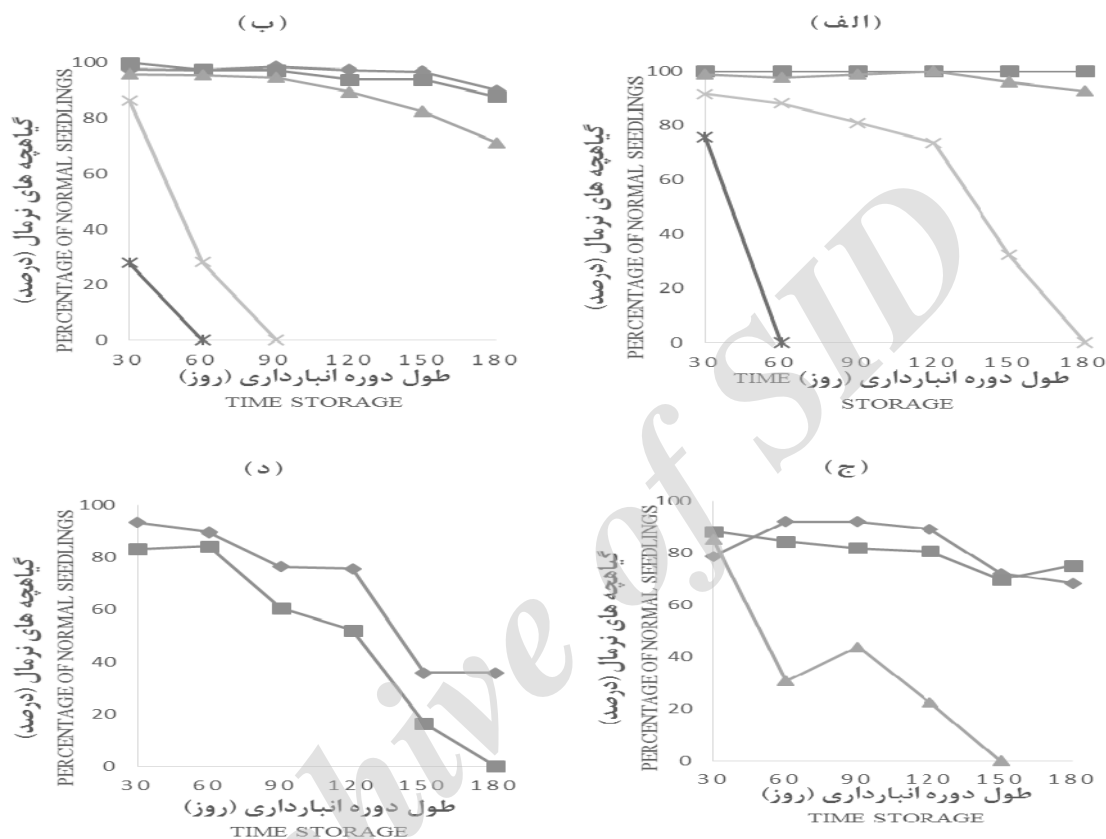 (الف)
گیاهچه های نرمال (درصد)
PERCENTAGE OF NORMAL SEEDLINGS
100
80
60
40
20
0
30 60 90 120 150 180
طول دوره انبارداری (روز) TIME
STORAGE
(ب)
گیاهچه های نرمال (درصد)
PERCENTAGE OF NORMAL SEEDLINGS
100
80
60
40
20
0
30 60 90 120 150 180
طول دوره انبارداری (روز)
TIME STORAGE
(ج)
گیاهچه های نرمال (درصد)
PERCENTAGE OF NORMAL SEEDLINGS
100
80
60
40
20
0
30 60 90 120 150 180
طول دوره انبارداری (روز)
TIME STORAGE
(د)
گیاهچه های نرمال (درصد)
PERCENTAGE OF NORMAL SEEDLINGS
100
80
60
40
20
0
30 60 90 120 150 180
طول دوره انبارداری (روز)
TIME STORAGE
hive of SID